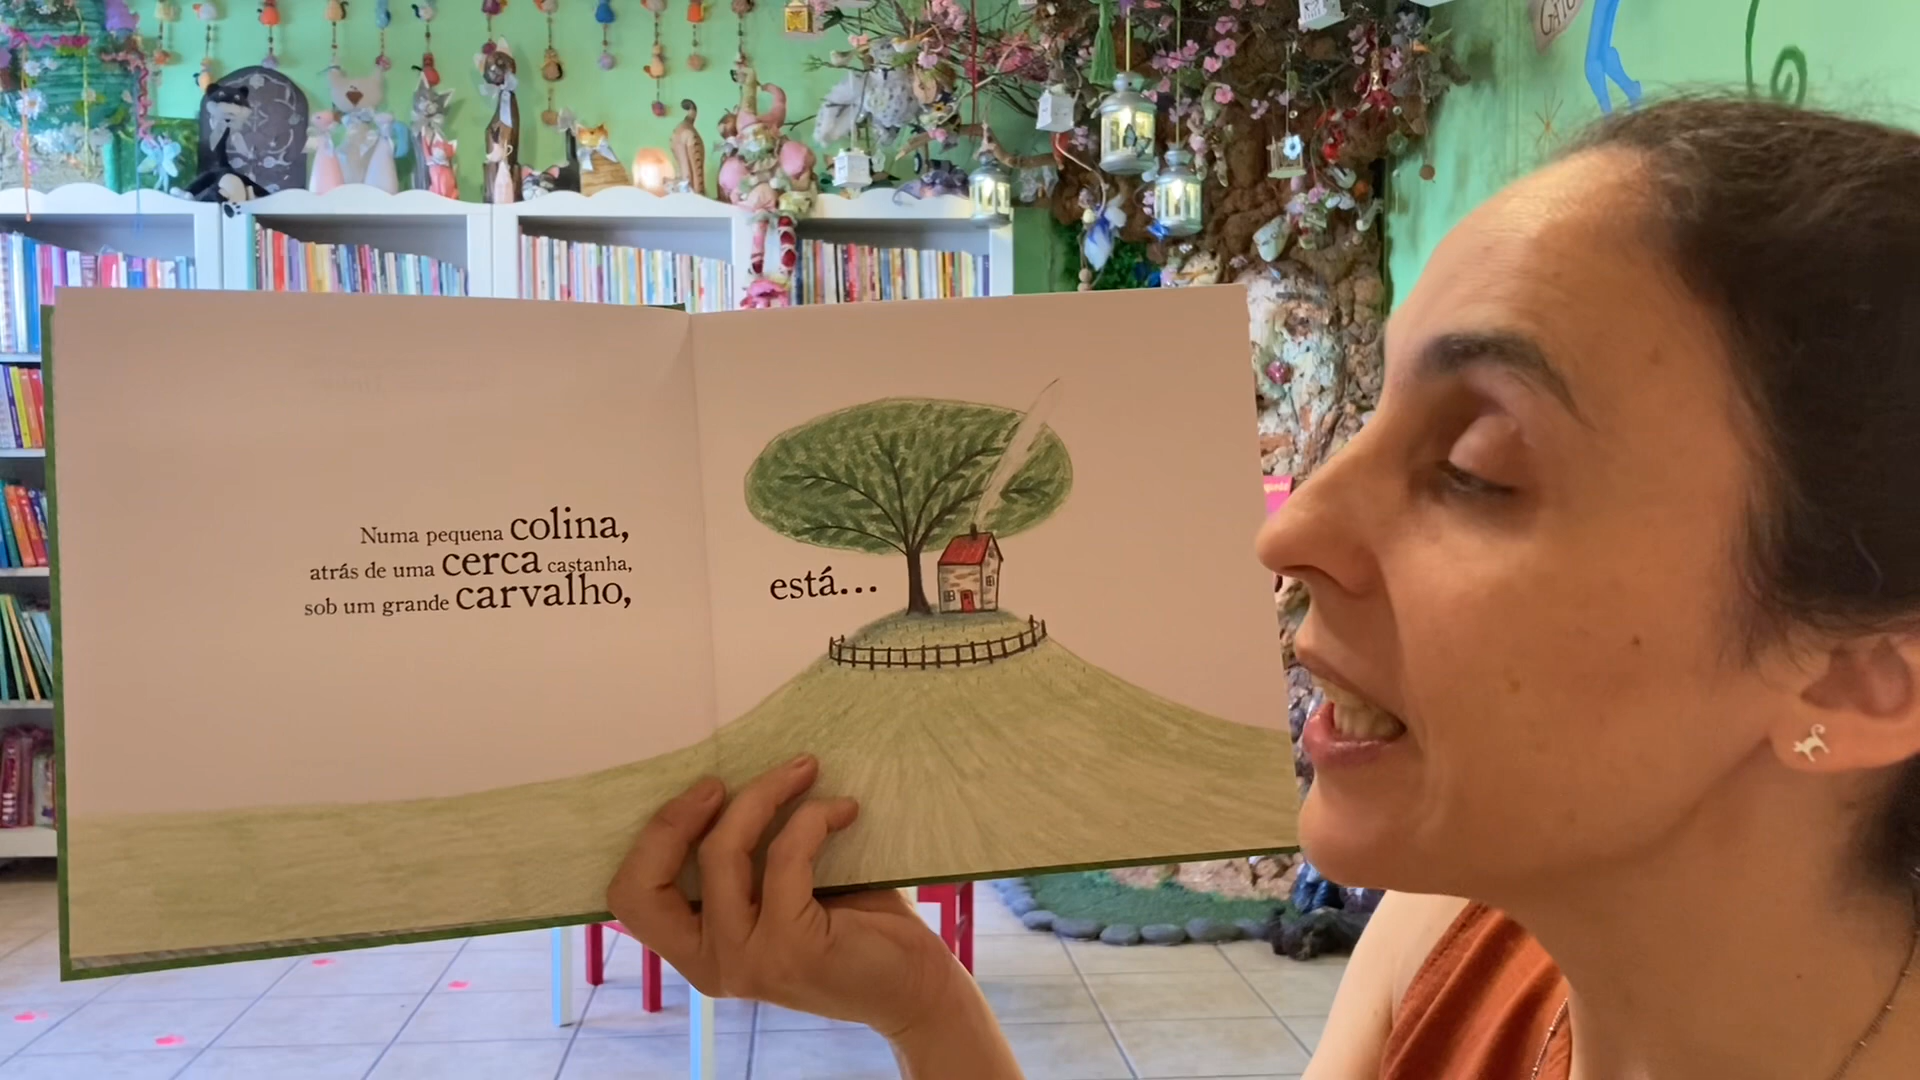 Numa pequena colina,
atrás de uma cerca castanha,
sob um grande carvalho,
está...